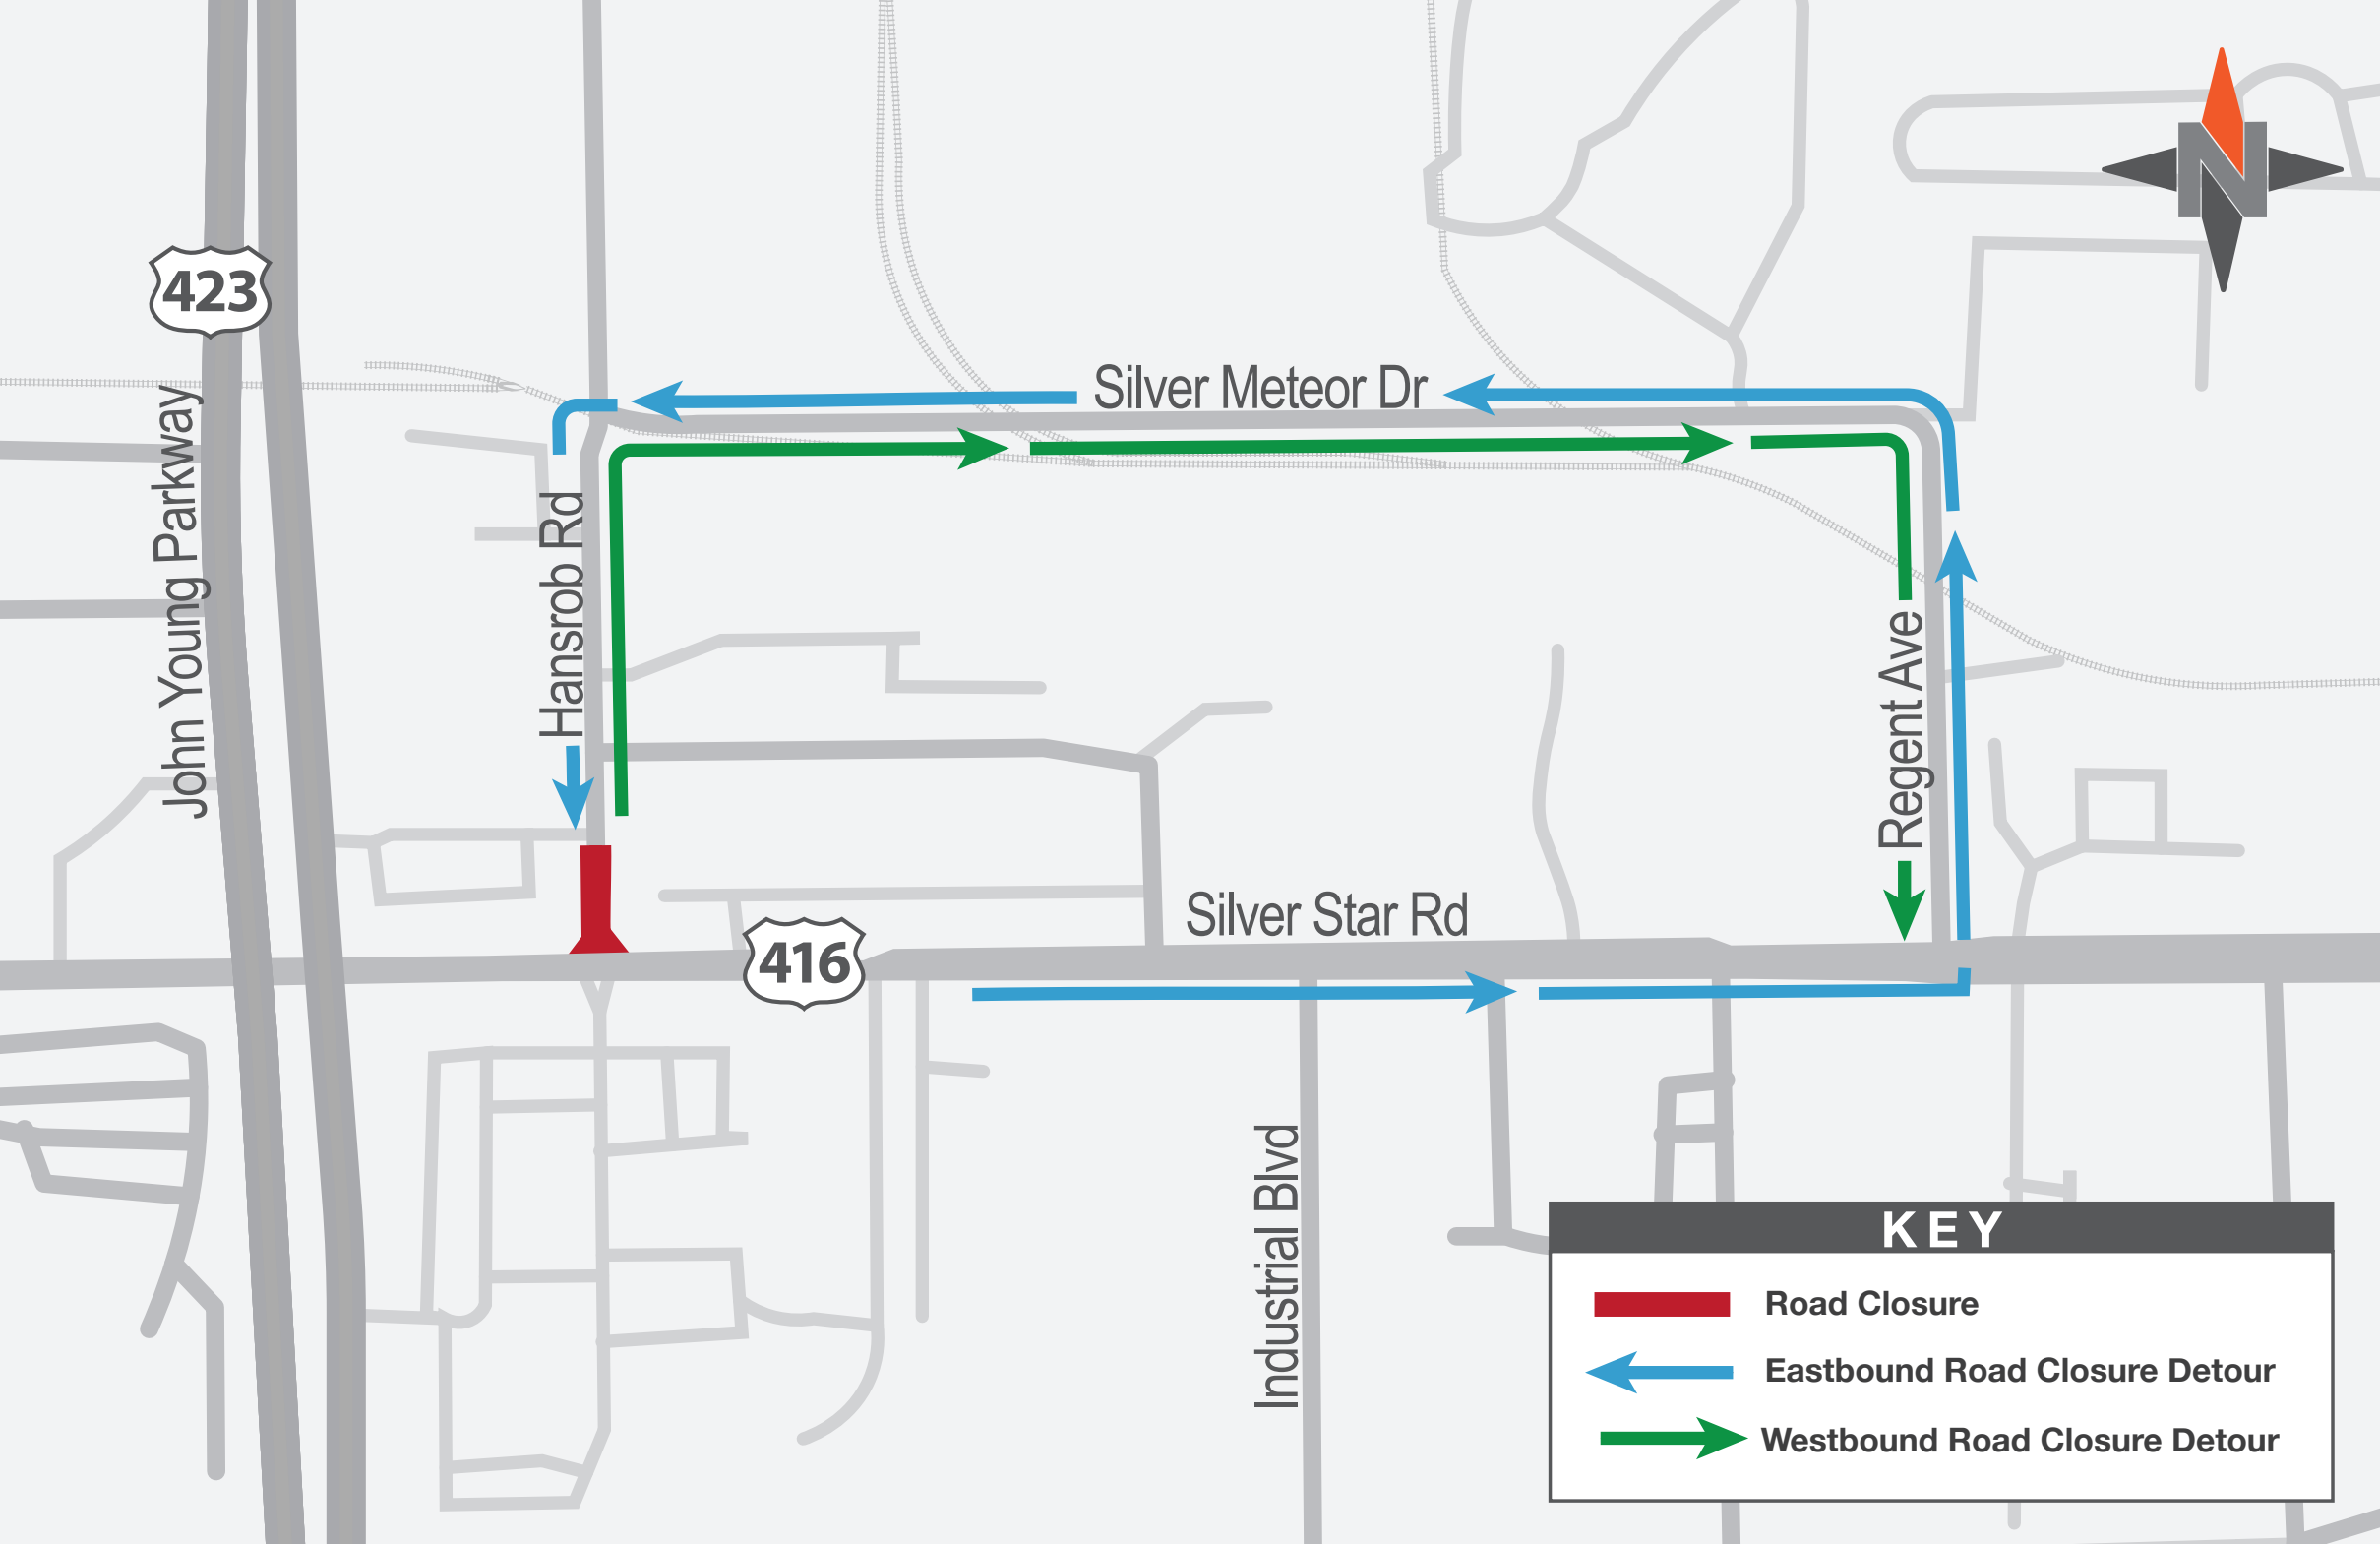 423
N
Silver Meteor Dr
John Young Parkway
Hansrob Rd
Regent Ave
Silver Star Rd
416
Industrial Blvd
KEY
Road Closure
Eastbound Road Closure Detour
Westbound Road Closure Detour